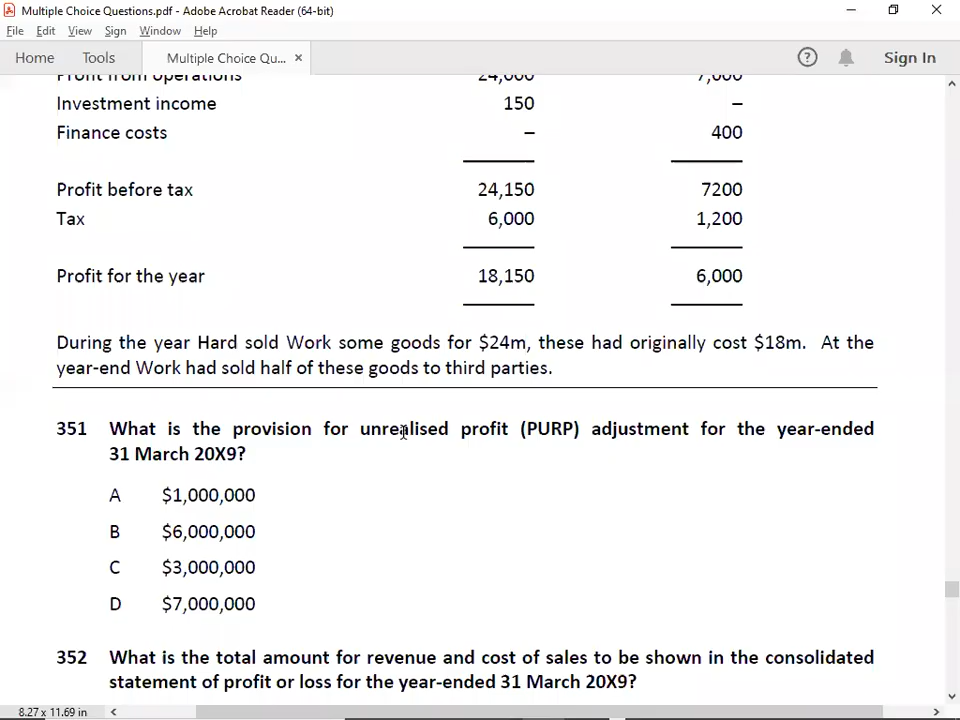 Multiple Choice Questions.pdf - Adobe Acrobat Reader (64-bit)
File Edit View Sign Window Help
Home Tools Multiple Choice Qu... × Sign In
Profit from operations 24,000 7,000
Investment income 150 –
Finance costs – 400
Profit before tax 24,150 7200
Tax 6,000 1,200
Profit for the year 18,150 6,000
During the year Hard sold Work some goods for $24m, these had originally cost $18m. At the
year-end Work had sold half of these goods to third parties.
351 What is the provision for unrealised profit (PURP) adjustment for the year-ended
31 March 20X9?
A $1,000,000
B $6,000,000
C $3,000,000
D $7,000,000
352 What is the total amount for revenue and cost of sales to be shown in the consolidated
statement of profit or loss for the year-ended 31 March 20X9?
8.27 x 11.69 in